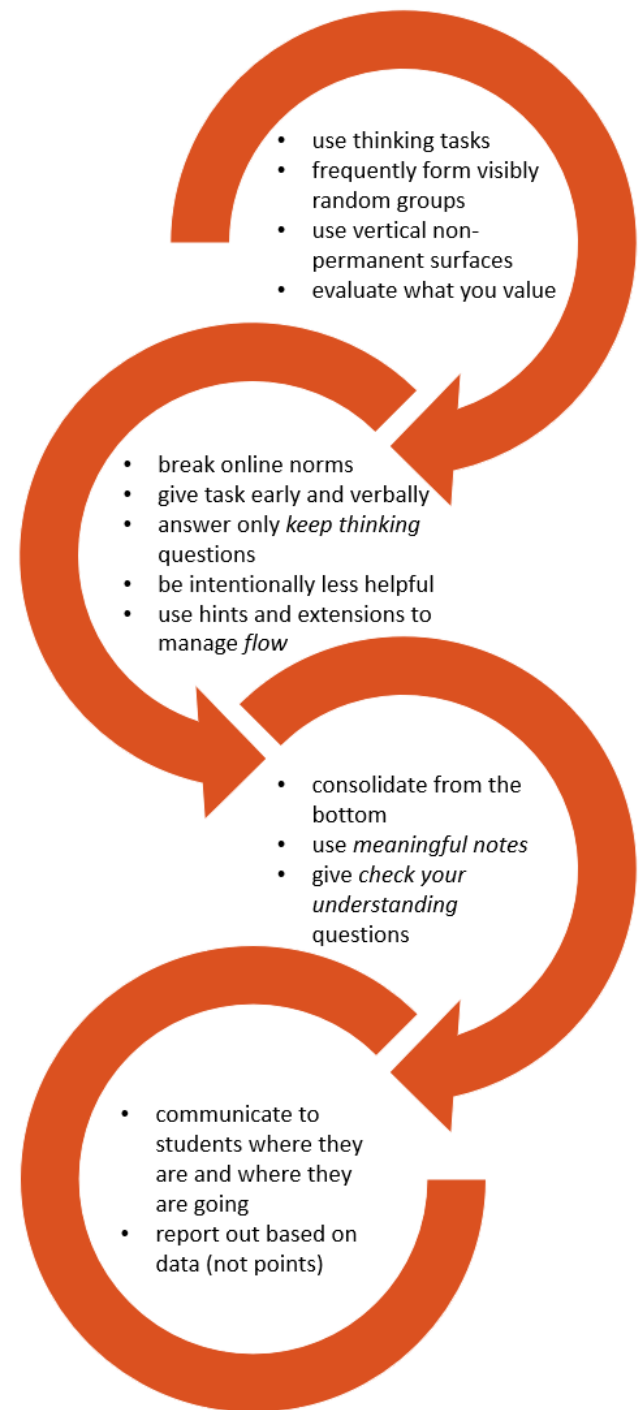 • use thinking tasks
• frequently form visibly
random groups
• use vertical non-
permanent surfaces
• evaluate what you value
• break online norms
• give task early and verbally
• answer only keep thinking
questions
• be intentionally less helpful
• use hints and extensions to
manage flow
• consolidate from the
bottom
• use meaningful notes
• give check your
understanding
questions
• communicate to
students where they
are and where they
are going
• report out based on
data (not points)